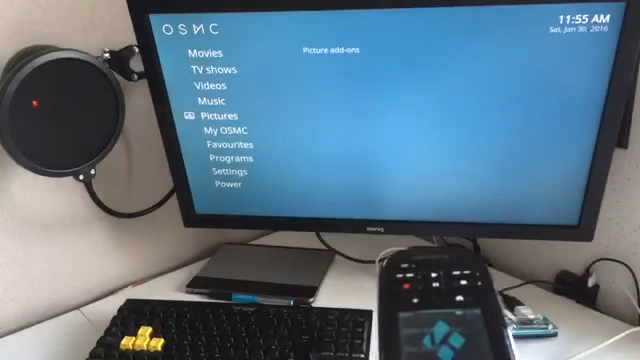 OSMC
11:55 AM
Sat, Jan 30, 2016
Movies
Picture add-ons
TV shows
Videos
Music
Pictures
My OSMC
Favourites
Programs
Settings
Power
BenQ